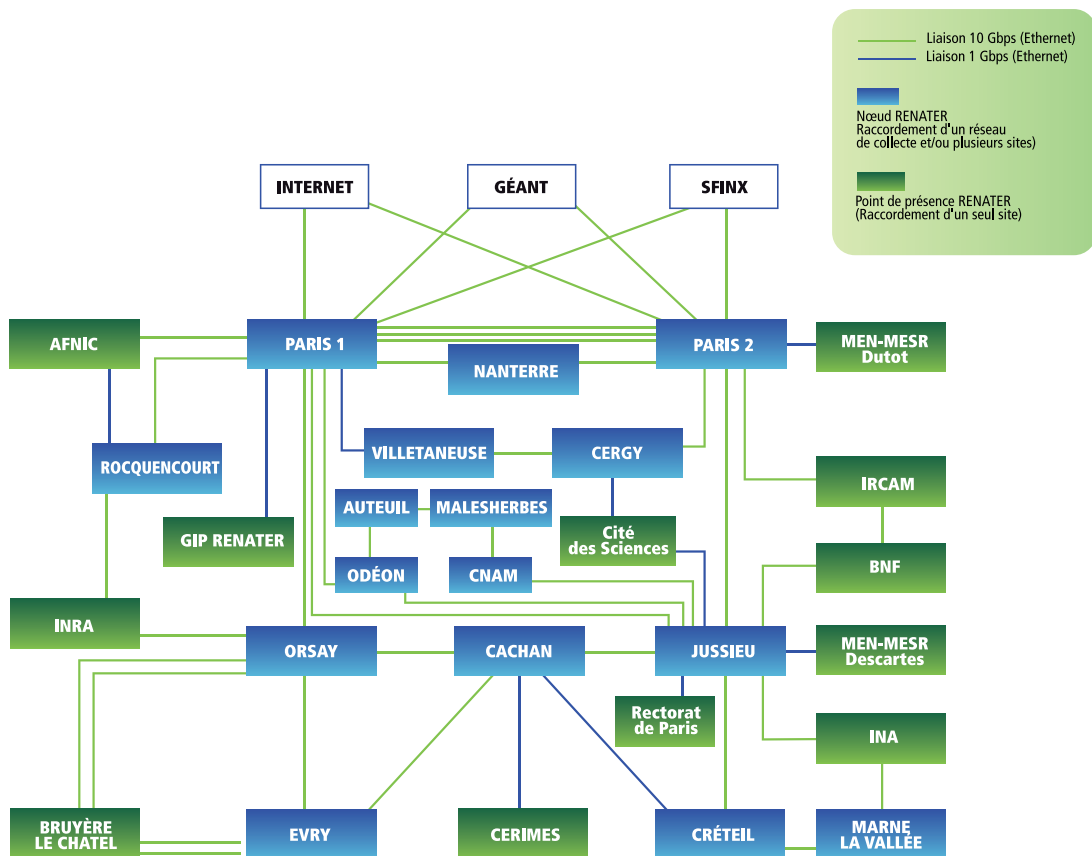 Liaison 10 Gbps (Ethernet)
Liaison 1 Gbps (Ethernet)
Nœud RENATER
Raccordement d'un réseau
de collecte et/ou plusieurs sites)
Point de présence RENATER
(Raccordement d'un seul site)
INTERNET
GÉANT
SFINX
AFNIC
PARIS 1
PARIS 2
MEN-MESR
Dutot
NANTERRE
ROCQUENCOURT
VILLETANEUSE
CERGY
IRCAM
AUTEUIL
MALESHERBES
GIP RENATER
Cité
des Sciences
ODÉON
CNAM
BNF
INRA
ORSAY
CACHAN
JUSSIEU
MEN-MESR
Descartes
Rectorat
de Paris
INA
BRUYÈRE
LE CHATEL
EVRY
CERIMES
CRÉTEIL
MARNE
LA VALLÉE